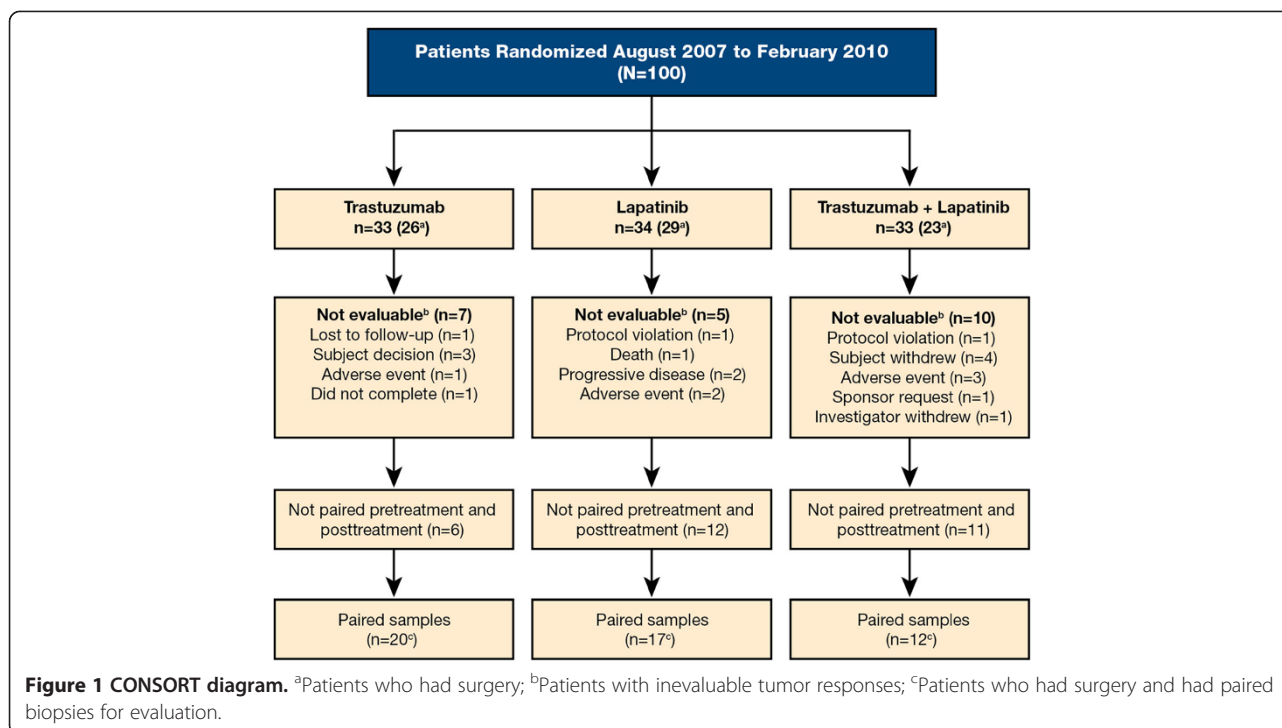 Patients Randomized August 2007 to February 2010
(N=100)
Trastuzumab
n=33 (26ᵃ)
Lapatinib
n=34 (29ᵃ)
Trastuzumab + Lapatinib
n=33 (23ᵃ)
Not evaluableᵇ (n=7)
Lost to follow-up (n=1)
Subject decision (n=3)
Adverse event (n=1)
Did not complete (n=1)
Not evaluableᵇ (n=5)
Protocol violation (n=1)
Death (n=1)
Progressive disease (n=2)
Adverse event (n=2)
Not evaluableᵇ (n=10)
Protocol violation (n=1)
Subject withdrew (n=4)
Adverse event (n=3)
Sponsor request (n=1)
Investigator withdrew (n=1)
Not paired pretreatment and
posttreatment (n=6)
Not paired pretreatment and
posttreatment (n=12)
Not paired pretreatment and
posttreatment (n=11)
Paired samples
(n=20ᶜ)
Paired samples
(n=17ᶜ)
Paired samples
(n=12ᶜ)
Figure 1 CONSORT diagram. ᵃPatients who had surgery; ᵇPatients with inevaluable tumor responses; ᶜPatients who had surgery and had paired
biopsies for evaluation.